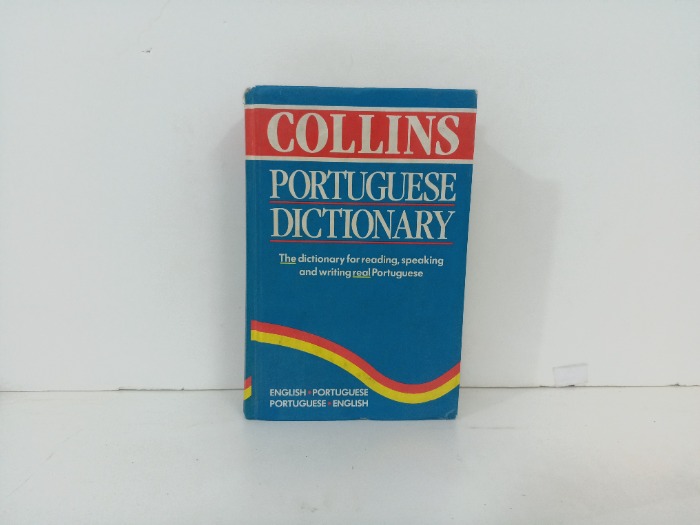 COLLINS
PORTUGUESE
DICTIONARY
The dictionary for reading, speaking
and writing real Portuguese
ENGLISH • PORTUGUESE
PORTUGUESE • ENGLISH